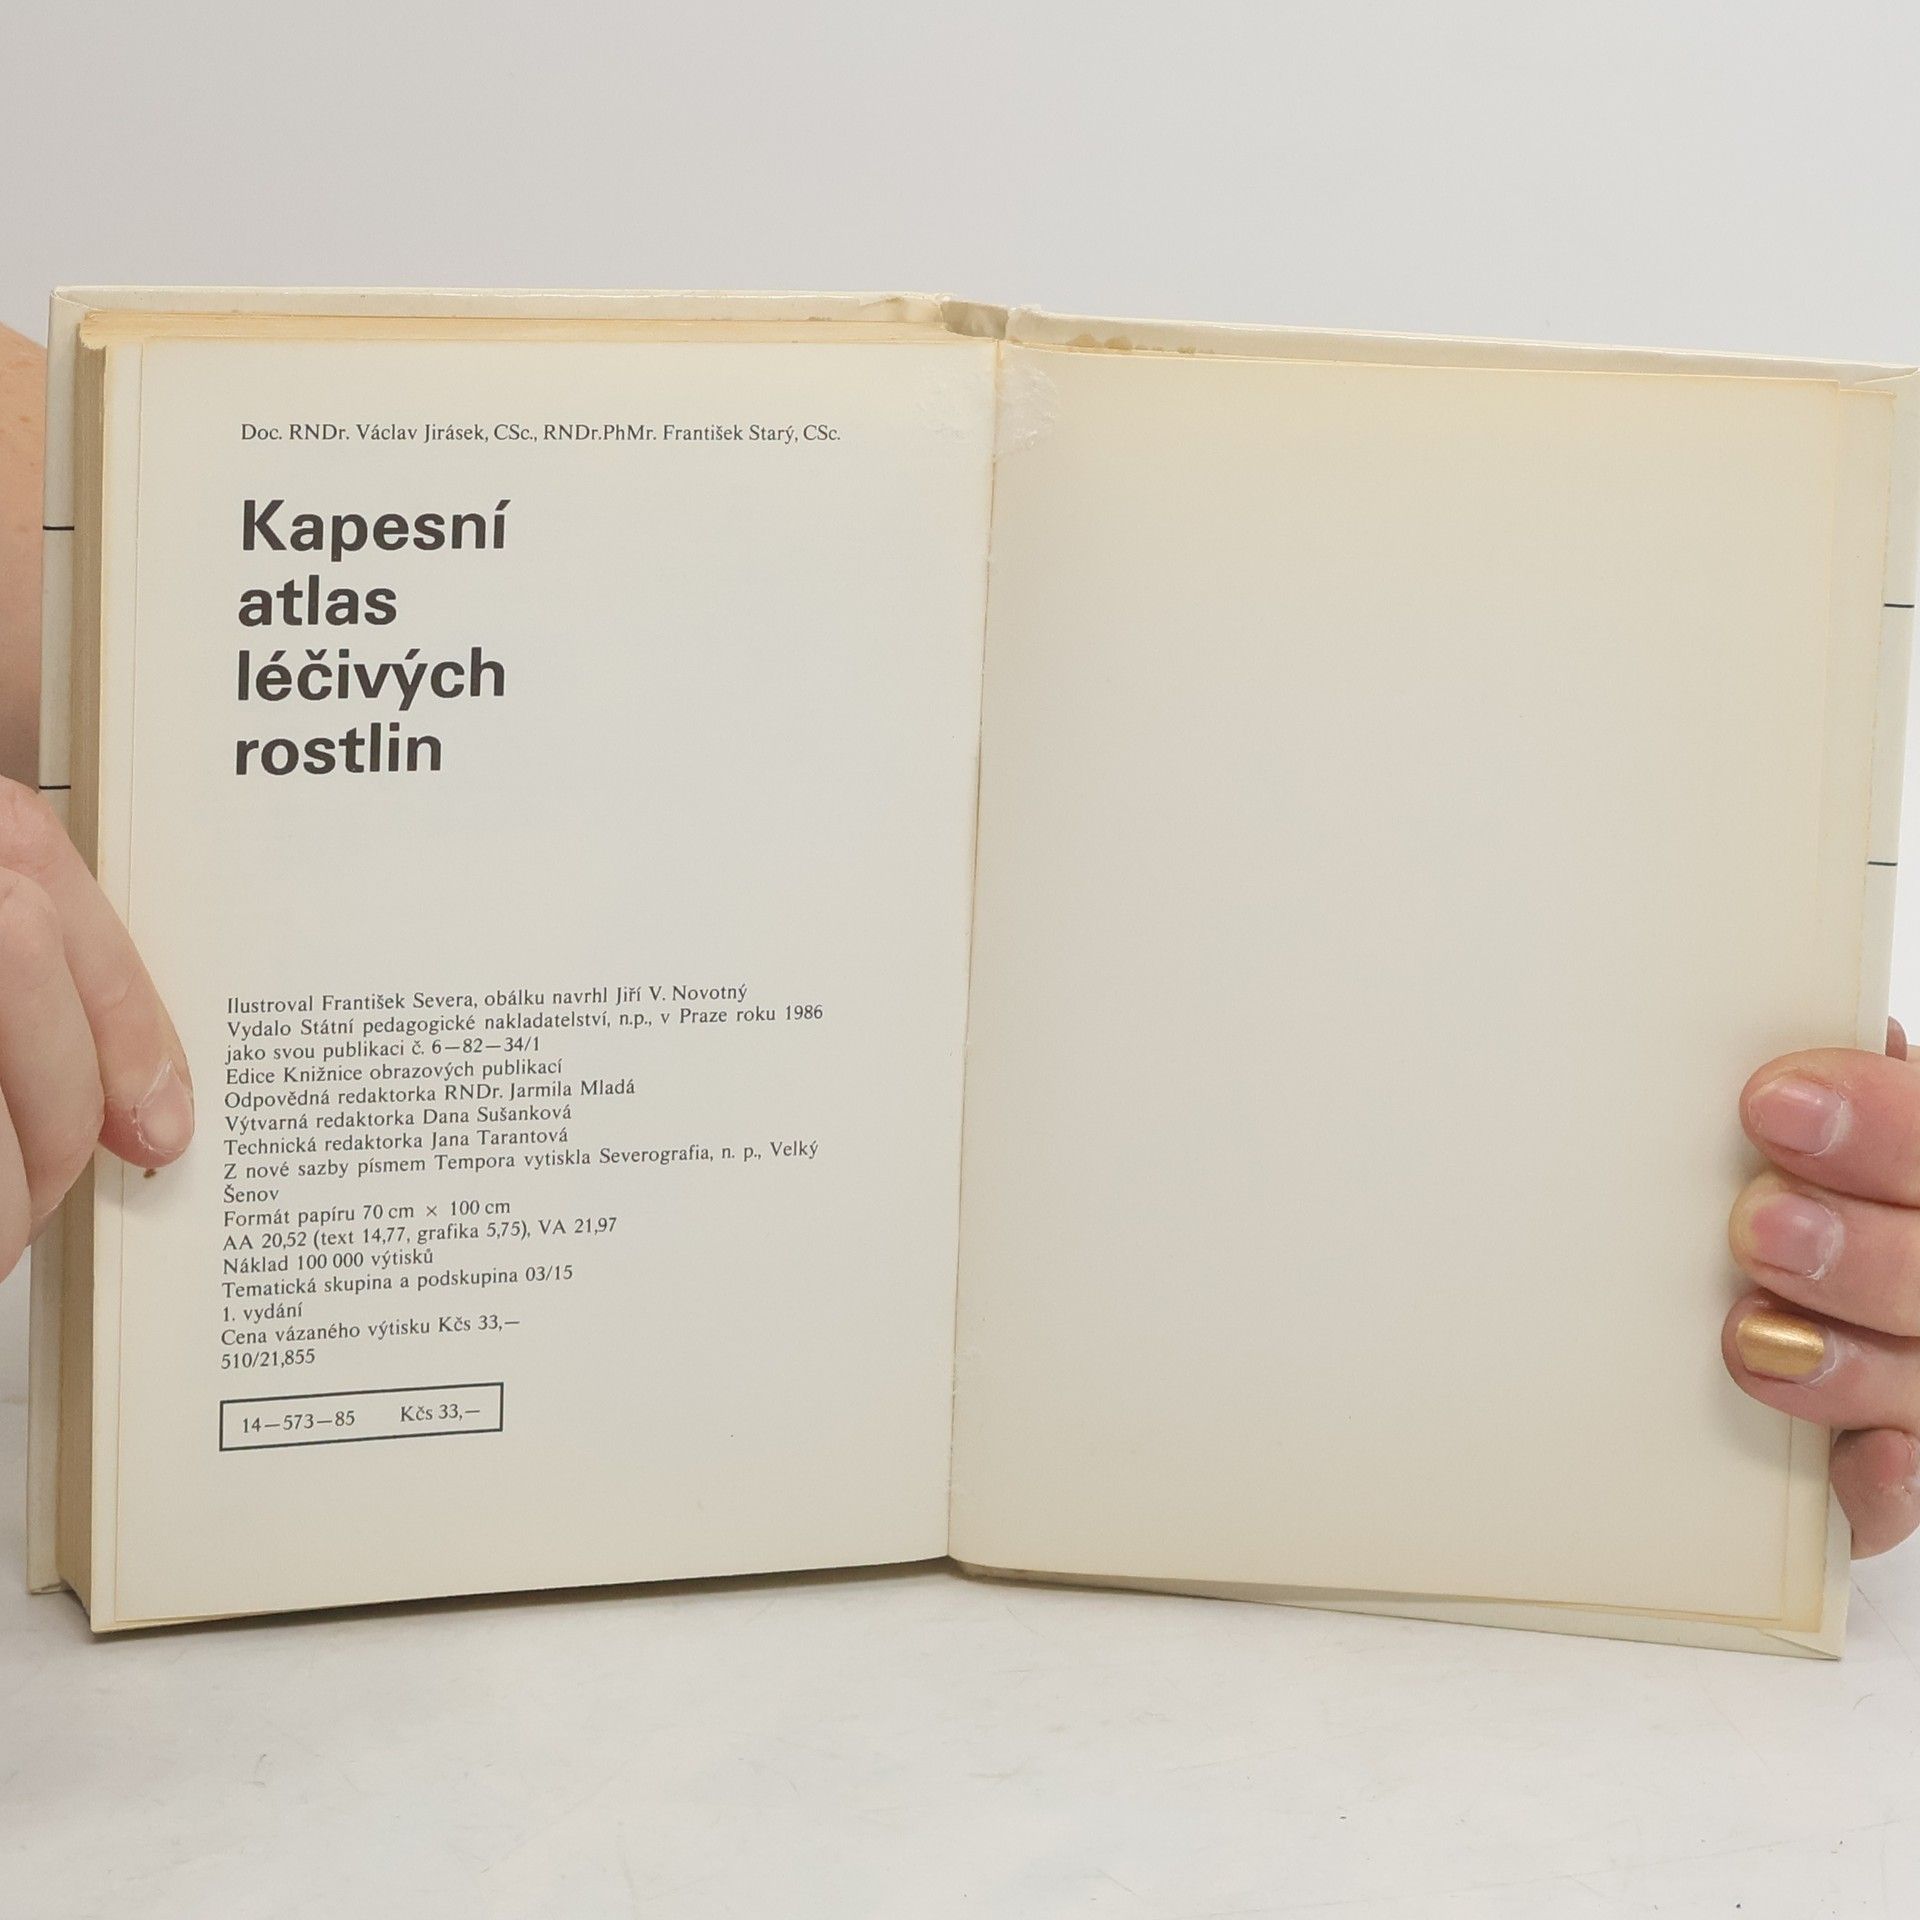 Doc. RNDr. Václav Jirásek, CSc., RNDr.PhMr. František Starý, CSc.
Kapesní
atlas
léčivých
rostlin
Ilustroval František Severa, obálku navrhl Jiří V. Novotný
Vydalo Státní pedagogické nakladatelství, n.p., v Praze roku 1986
jako svou publikaci č. 6—82—34/1
Edice Knižnice obrazových publikací
Odpovědná redaktorka RNDr. Jarmila Mladá
Výtvarná redaktorka Dana Sušanková
Technická redaktorka Jana Tarantová
Z nové sazby písmem Tempora vytiskla Severografia, n. p., Velký
Šenov
Formát papíru 70 cm × 100 cm
AA 20,52 (text 14,77, grafika 5,75), VA 21,97
Náklad 100 000 výtisků
Tematická skupina a podskupina 03/15
1. vydání
Cena vázaného výtisku Kčs 33,—
510/21,855
14—573—85 Kčs 33,—